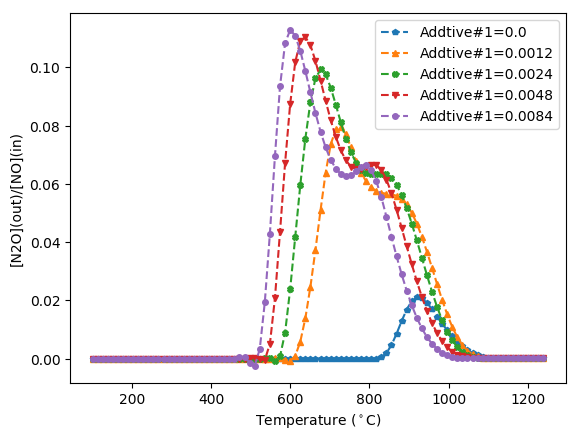 Addtive#1=0.0
Addtive#1=0.0012
Addtive#1=0.0024
Addtive#1=0.0048
Addtive#1=0.0084
[N2O](out)/[NO](in)
0.10
0.08
0.06
0.04
0.02
0.00
200 400 600 800 1000 1200
Temperature (°C)